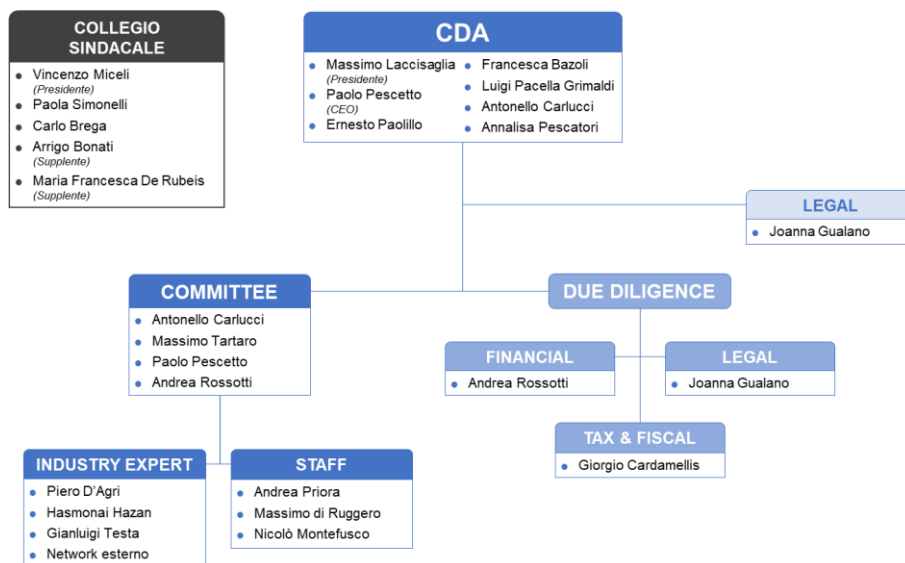 COLLEGIO
SINDACALE
Vincenzo Miceli
(Presidente)
Paola Simonelli
Carlo Brega
Arrigo Bonati
(Supplente)
Maria Francesca De Rubeis
(Supplente)
CDA
Massimo Laccisaglia
(Presidente)
Paolo Pescetto
(CEO)
Ernesto Paolillo
Francesca Bazoli
Luigi Pacella Grimaldi
Antonello Carlucci
Annalisa Pescatori
LEGAL
Joanna Gualano
COMMITTEE
Antonello Carlucci
Massimo Tartaro
Paolo Pescetto
Andrea Rossotti
DUE DILIGENCE
FINANCIAL
Andrea Rossotti
LEGAL
Joanna Gualano
TAX & FISCAL
Giorgio Cardamellis
INDUSTRY EXPERT
Piero D'Agri
Hasmonai Hazan
Gianluigi Testa
Network esterno
STAFF
Andrea Priora
Massimo di Ruggero
Nicolò Montefusco